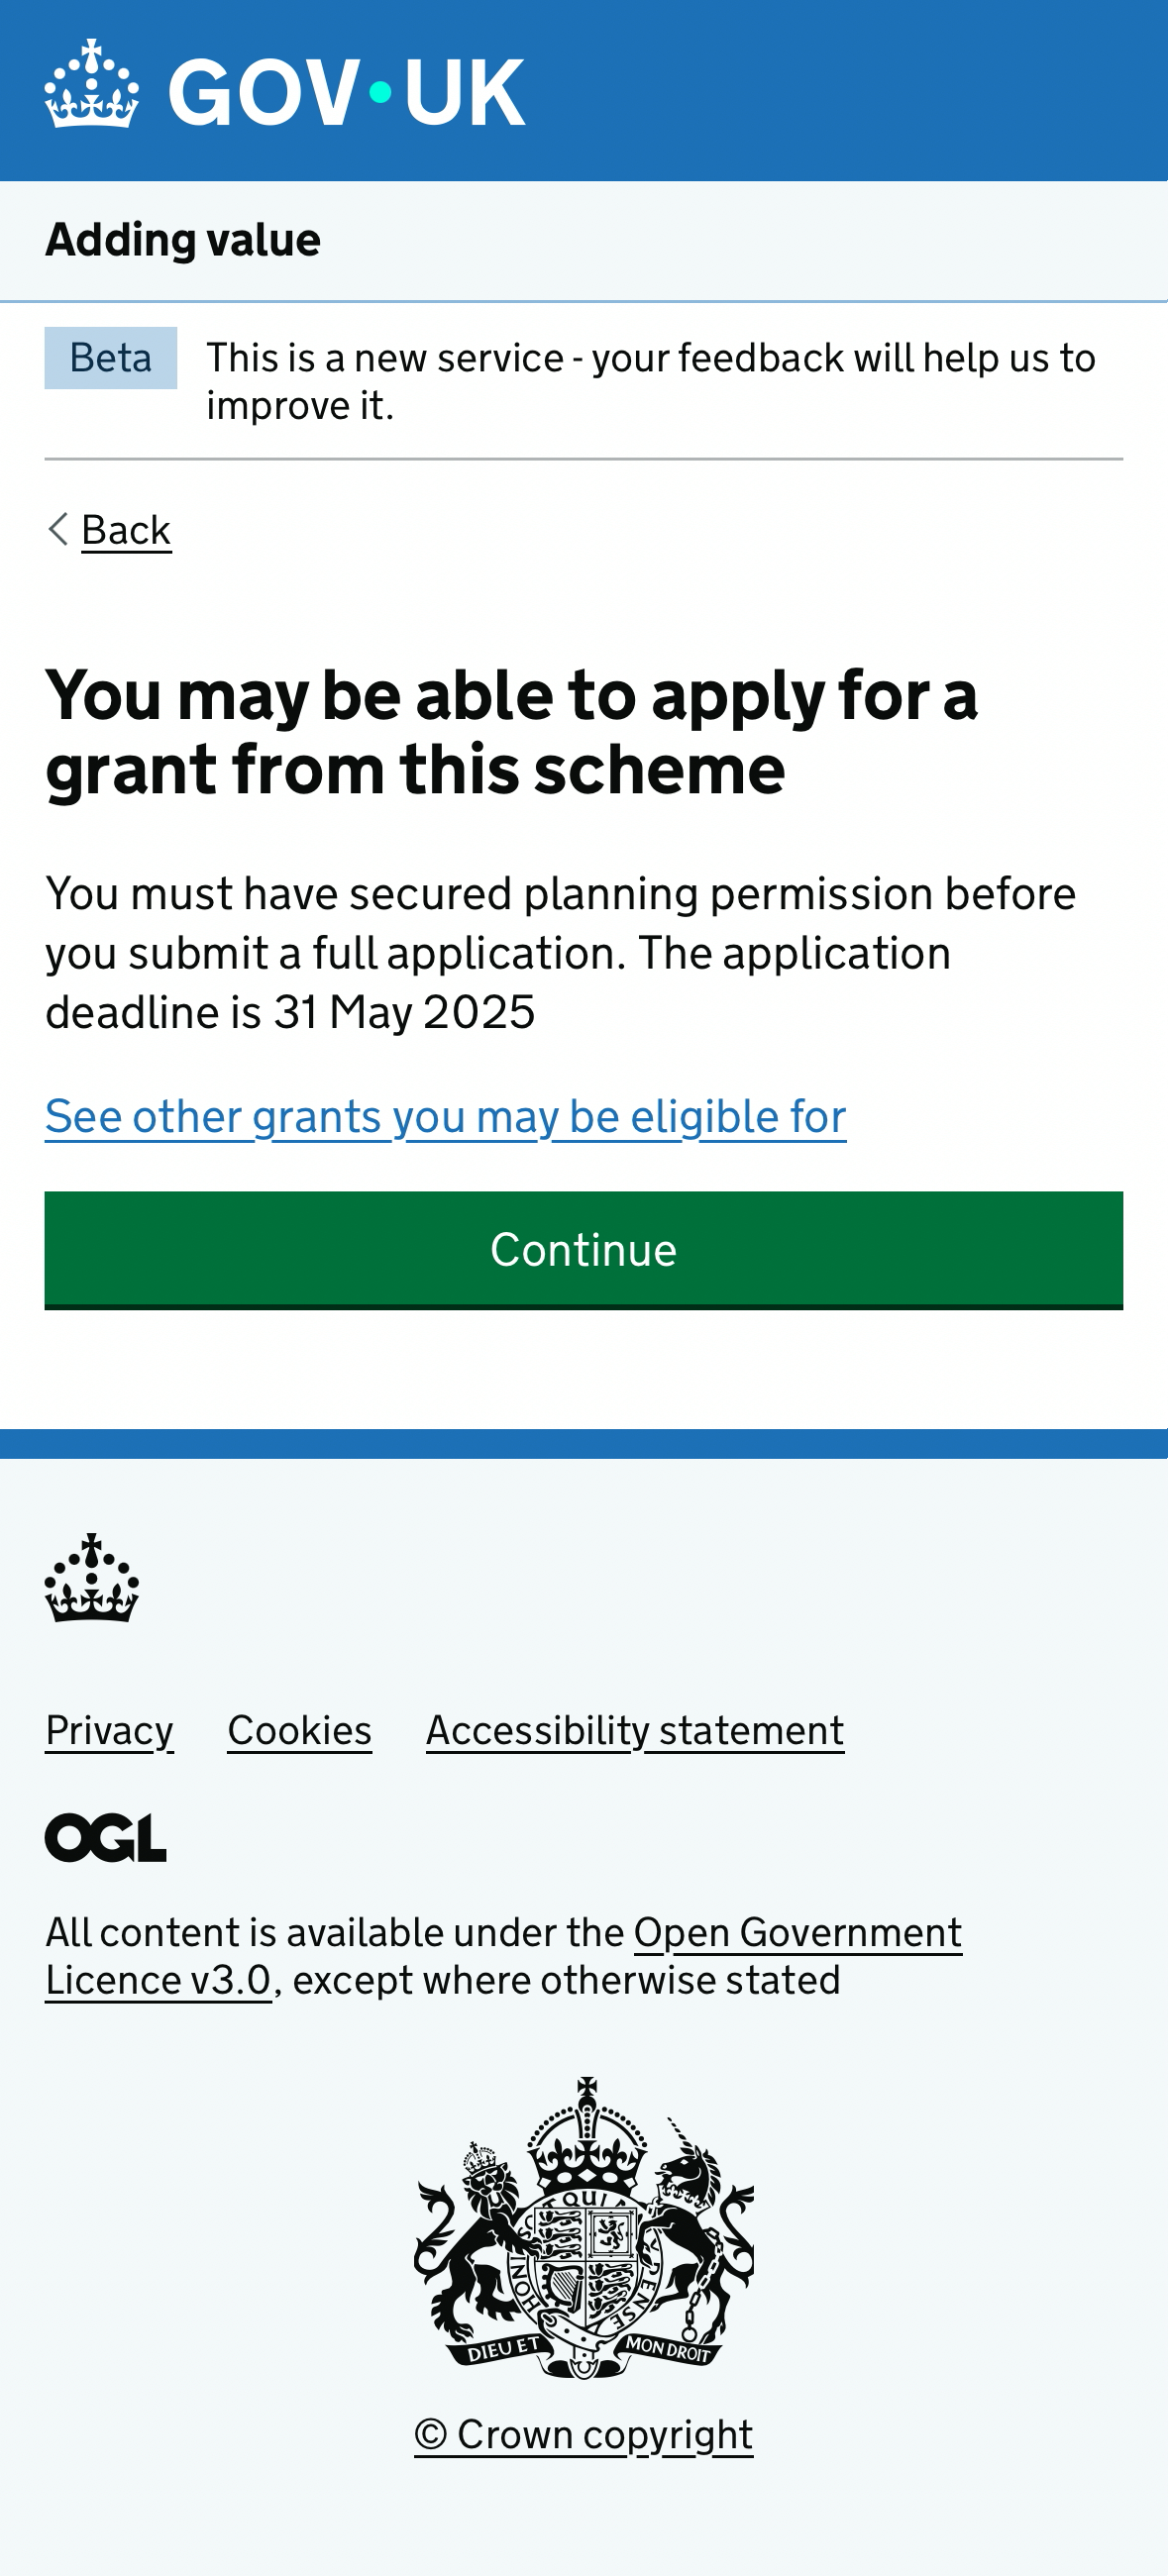 GOV·UK
Adding value
Beta
This is a new service - your feedback will help us to
improve it.
Back
You may be able to apply for a
grant from this scheme
You must have secured planning permission before
you submit a full application. The application
deadline is 31 May 2025
See other grants you may be eligible for
Continue
Privacy Cookies Accessibility statement
OGL
All content is available under the Open Government
Licence v3.0, except where otherwise stated
QUI
HONI
PENSE
DIEU ET MON DROIT
© Crown copyright